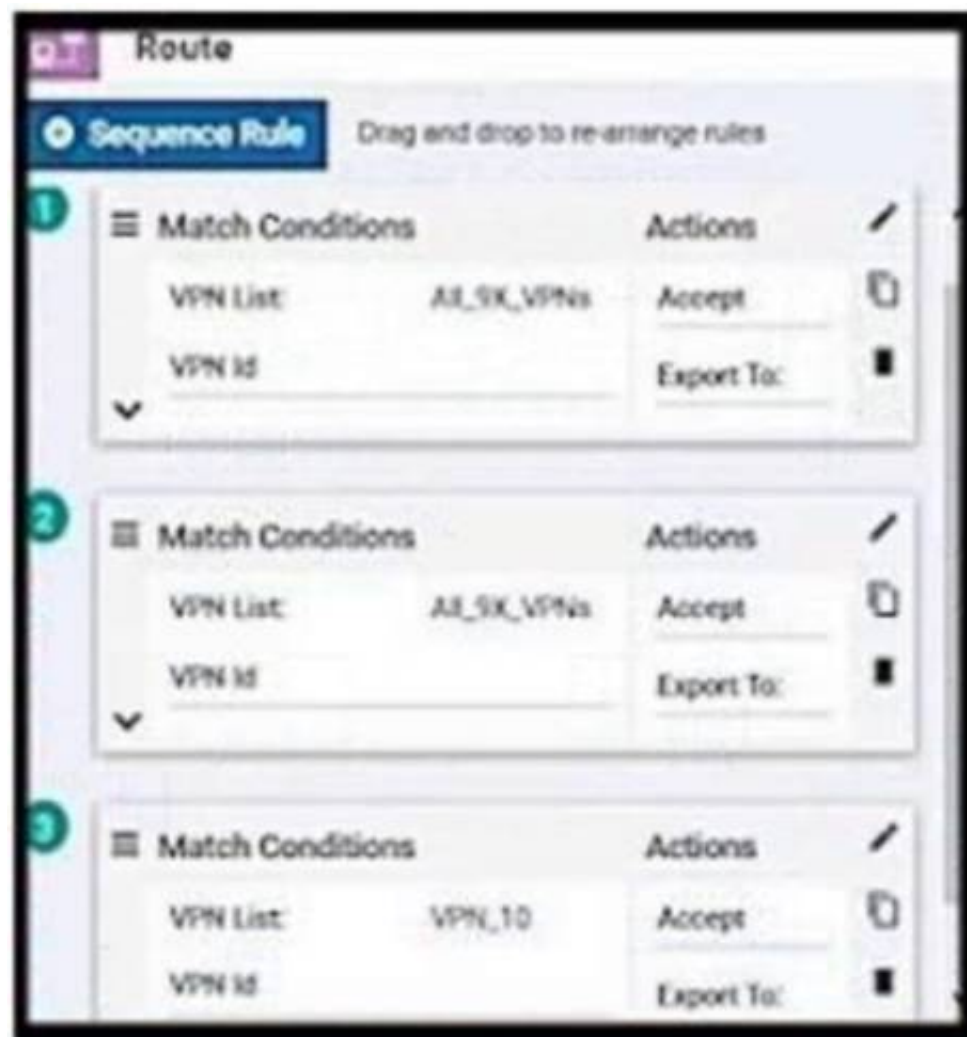 Route
Sequence Rule Drag and drop to re-arrange rules
1
Match Conditions Actions
VPN List: All_9X_VPNs Accept
VPN Id Export To:
2
Match Conditions Actions
VPN List: All_9X_VPNs Accept
VPN Id Export To:
3
Match Conditions Actions
VPN List: VPN_10 Accept
VPN Id Export To: